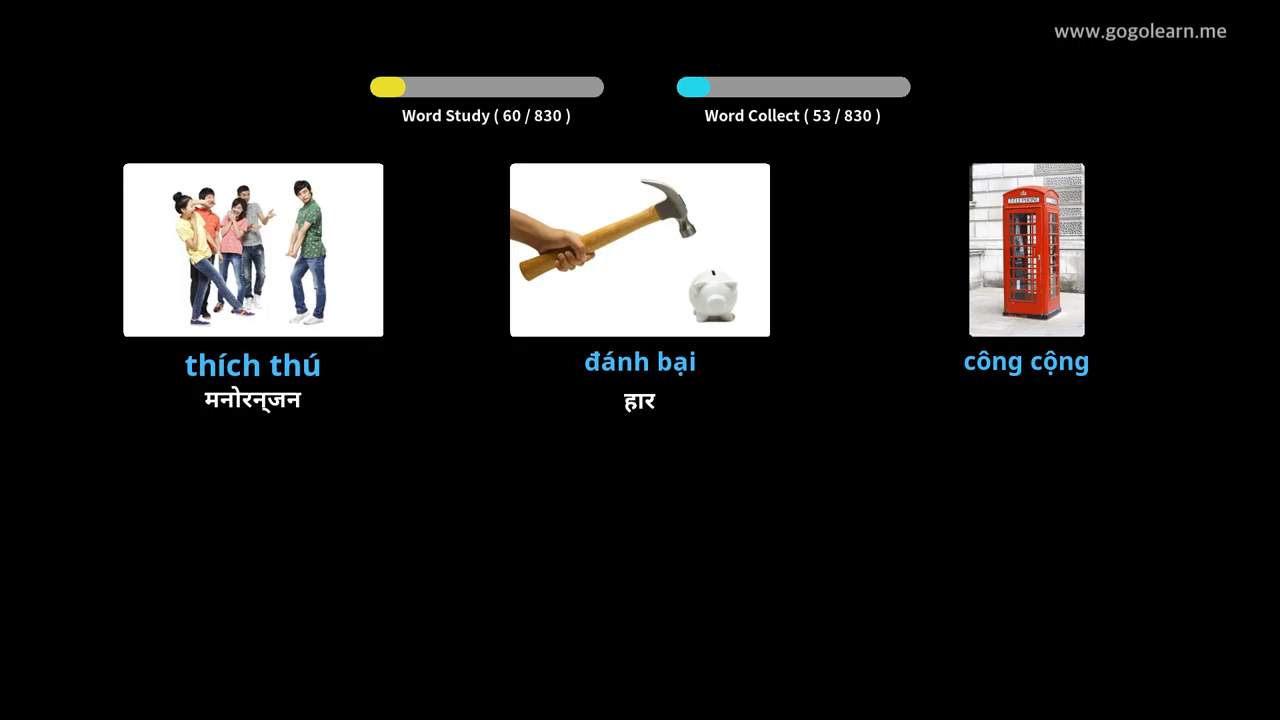 www.gogolearn.me
Word Study ( 60 / 830 )
Word Collect ( 53 / 830 )
TELEPHONE
thích thú
đánh bại
công cộng
मनोरन्‌जन
हार